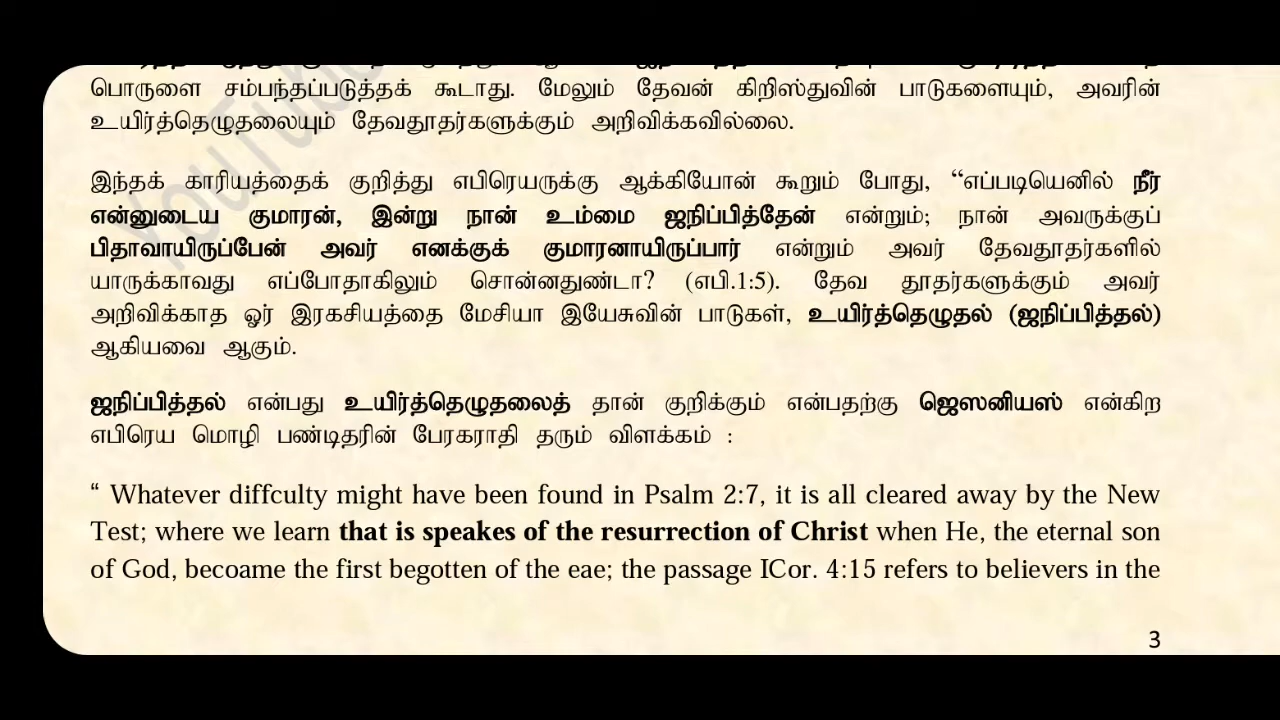 பொருளை சம்பந்தப்படுத்தக் கூடாது. மேலும் தேவன் கிறிஸ்துவின் பாடுகளையும், அவரின்
உயிர்த்தெழுதலையும் தேவதூதர்களுக்கும் அறிவிக்கவில்லை.
இந்தக் காரியத்தைக் குறித்து எபிரெயருக்கு ஆக்கியோன் கூறும் போது, “எப்படியெனில் நீர்
என்னுடைய குமாரன், இன்று நான் உம்மை ஜநிப்பித்தேன் என்றும்; நான் அவருக்குப்
பிதாவாயிருப்பேன் அவர் எனக்குக் குமாரனாயிருப்பார் என்றும் அவர் தேவதூதர்களில்
யாருக்காவது எப்போதாகிலும் சொன்னதுண்டா? (எபி.1:5). தேவ தூதர்களுக்கும் அவர்
அறிவிக்காத ஓர் இரகசியத்தை மேசியா இயேசுவின் பாடுகள், உயிர்த்தெழுதல் (ஜநிப்பித்தல்)
ஆகியவை ஆகும்.
ஜநிப்பித்தல் என்பது உயிர்த்தெழுதலைத் தான் குறிக்கும் என்பதற்கு ஜெஸனியஸ் என்கிற
எபிரெய மொழி பண்டிதரின் பேரகராதி தரும் விளக்கம் :
“ Whatever diffculty might have been found in Psalm 2:7, it is all cleared away by the New
Test; where we learn that is speakes of the resurrection of Christ when He, the eternal son
of God, becoame the first begotten of the eae; the passage ICor. 4:15 refers to believers in the
3